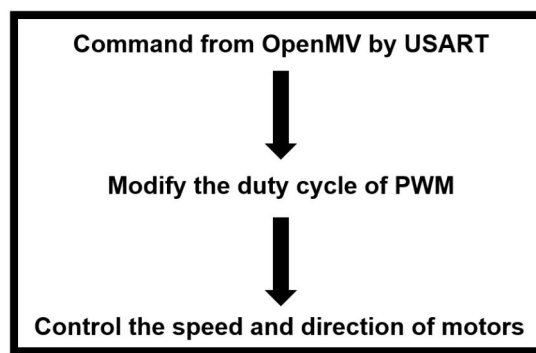 Command from OpenMV by USART
Modify the duty cycle of PWM
Control the speed and direction of motors